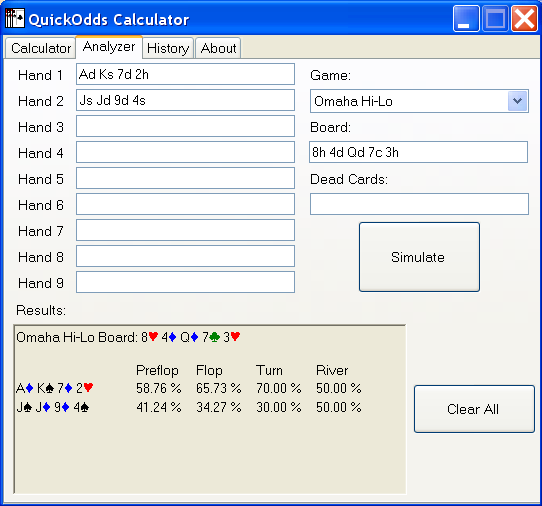 QuickOdds Calculator
Calculator Analyzer History About
Hand 1 Ad Ks 7d 2h
Hand 2 Js Jd 9d 4s
Hand 3
Hand 4
Hand 5
Hand 6
Hand 7
Hand 8
Hand 9
Game:
Omaha Hi-Lo
Board:
8h 4d Qd 7c 3h
Dead Cards:
Simulate
Results:
Omaha Hi-Lo Board: 8♥ 4♦ Q♦ 7♣ 3♥
Preflop Flop Turn River
A♦ K♠ 7♦ 2♥ 58.76 % 65.73 % 70.00 % 50.00 %
J♠ J♦ 9♦ 4♠ 41.24 % 34.27 % 30.00 % 50.00 %
Clear All